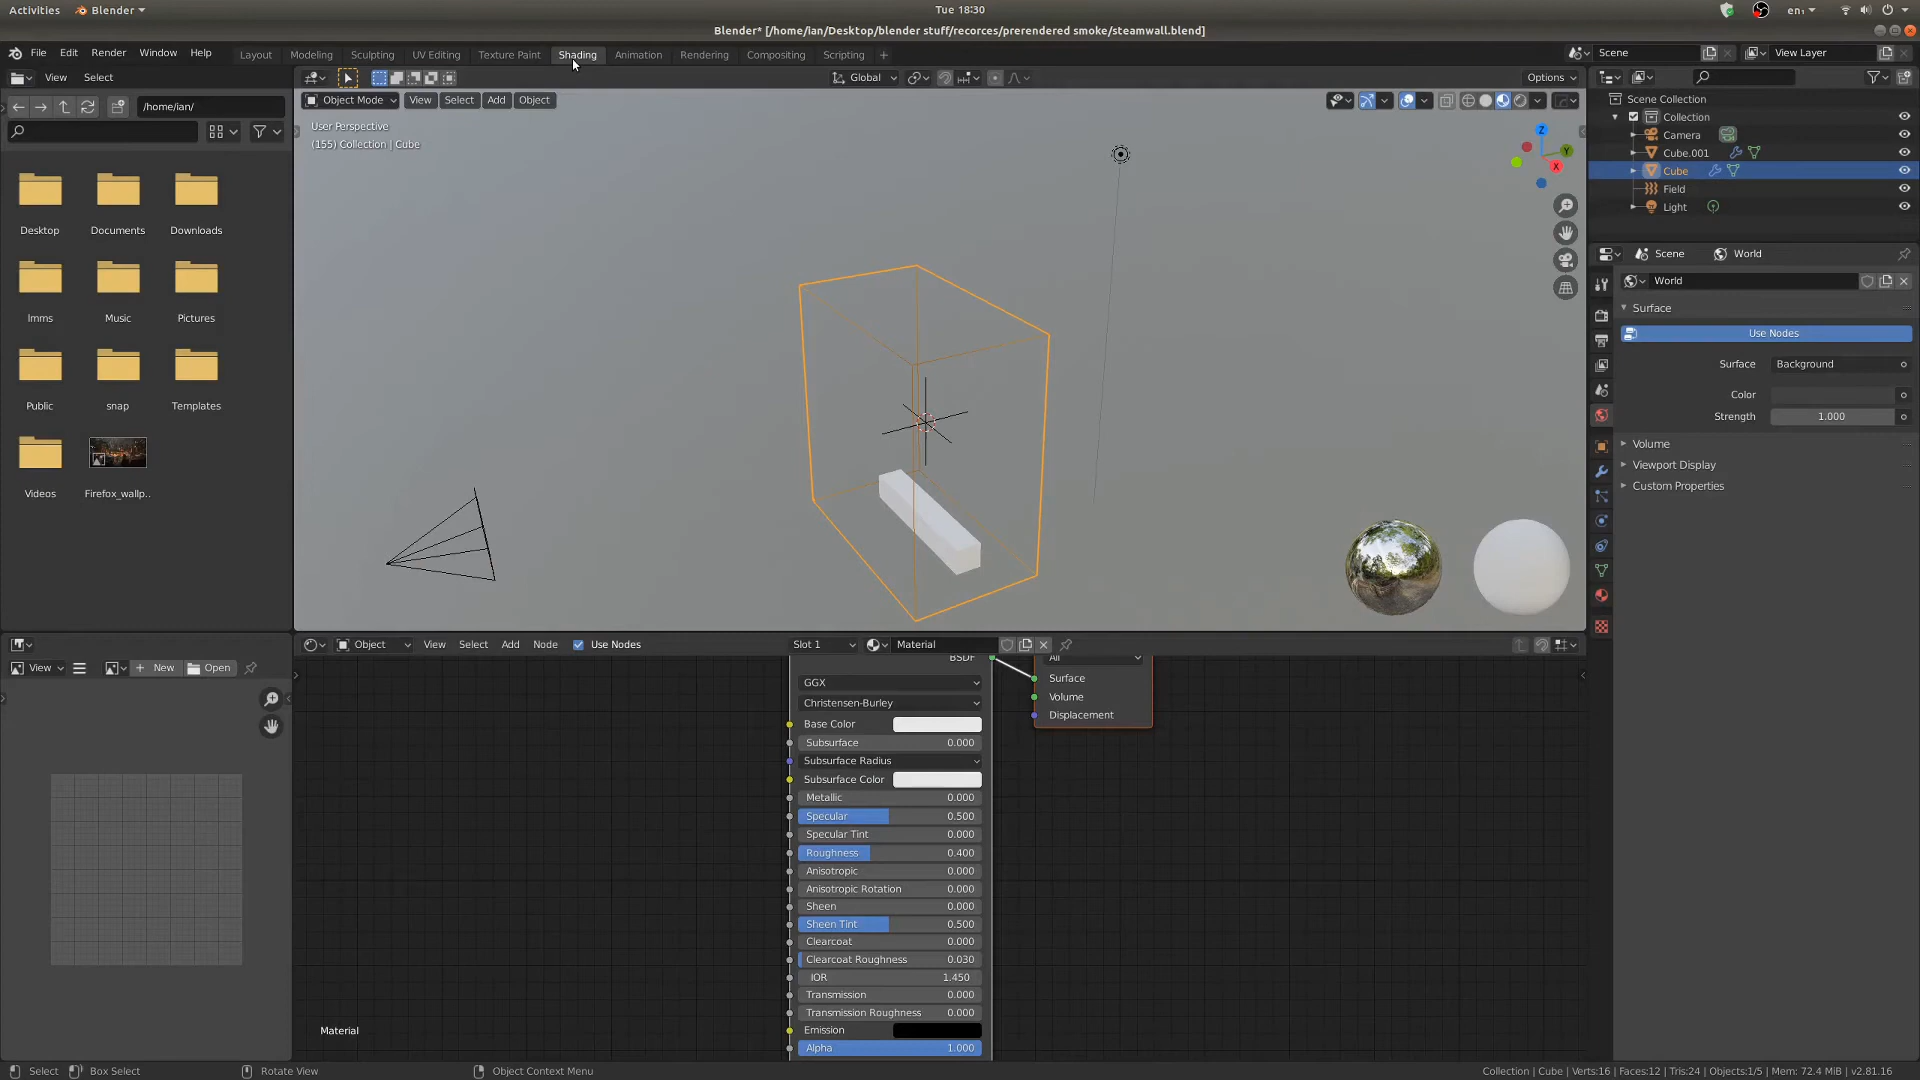 Activities Blender Tue 18:30 en₁
Blender* [/home/ian/Desktop/blender stuff/recorces/prerendered smoke/steamwall.blend]
File Edit Render Window Help Layout Modeling Sculpting UV Editing Texture Paint Shading Animation Rendering Compositing Scripting + Scene View Layer
View Select Global Options
/home/ian/
Object Mode View Select Add Object
User Perspective
(155) Collection | Cube
Desktop Documents Downloads
lmms Music Pictures
Public snap Templates
Videos Firefox_wallp..
Z
Y
X
Scene Collection
Collection
Camera
Cube.001
Cube
Field
Light
Scene World
World
Surface
Use Nodes
Surface Background
Color
Strength 1.000
Volume
Viewport Display
Custom Properties
Object View Select Add Node Use Nodes Slot 1 Material
View New Open
BSDF
GGX
Christensen-Burley
Base Color
Subsurface 0.000
Subsurface Radius
Subsurface Color
Metallic 0.000
Specular 0.500
Specular Tint 0.000
Roughness 0.400
Anisotropic 0.000
Anisotropic Rotation 0.000
Sheen 0.000
Sheen Tint 0.500
Clearcoat 0.000
Clearcoat Roughness 0.030
IOR 1.450
Transmission 0.000
Transmission Roughness 0.000
Emission
Alpha 1.000
All
Surface
Volume
Displacement
Material
Select Box Select Rotate View Object Context Menu Collection | Cube | Verts:16 | Faces:12 | Tris:24 | Objects:1/5 | Mem: 72.4 MiB | v2.81.16